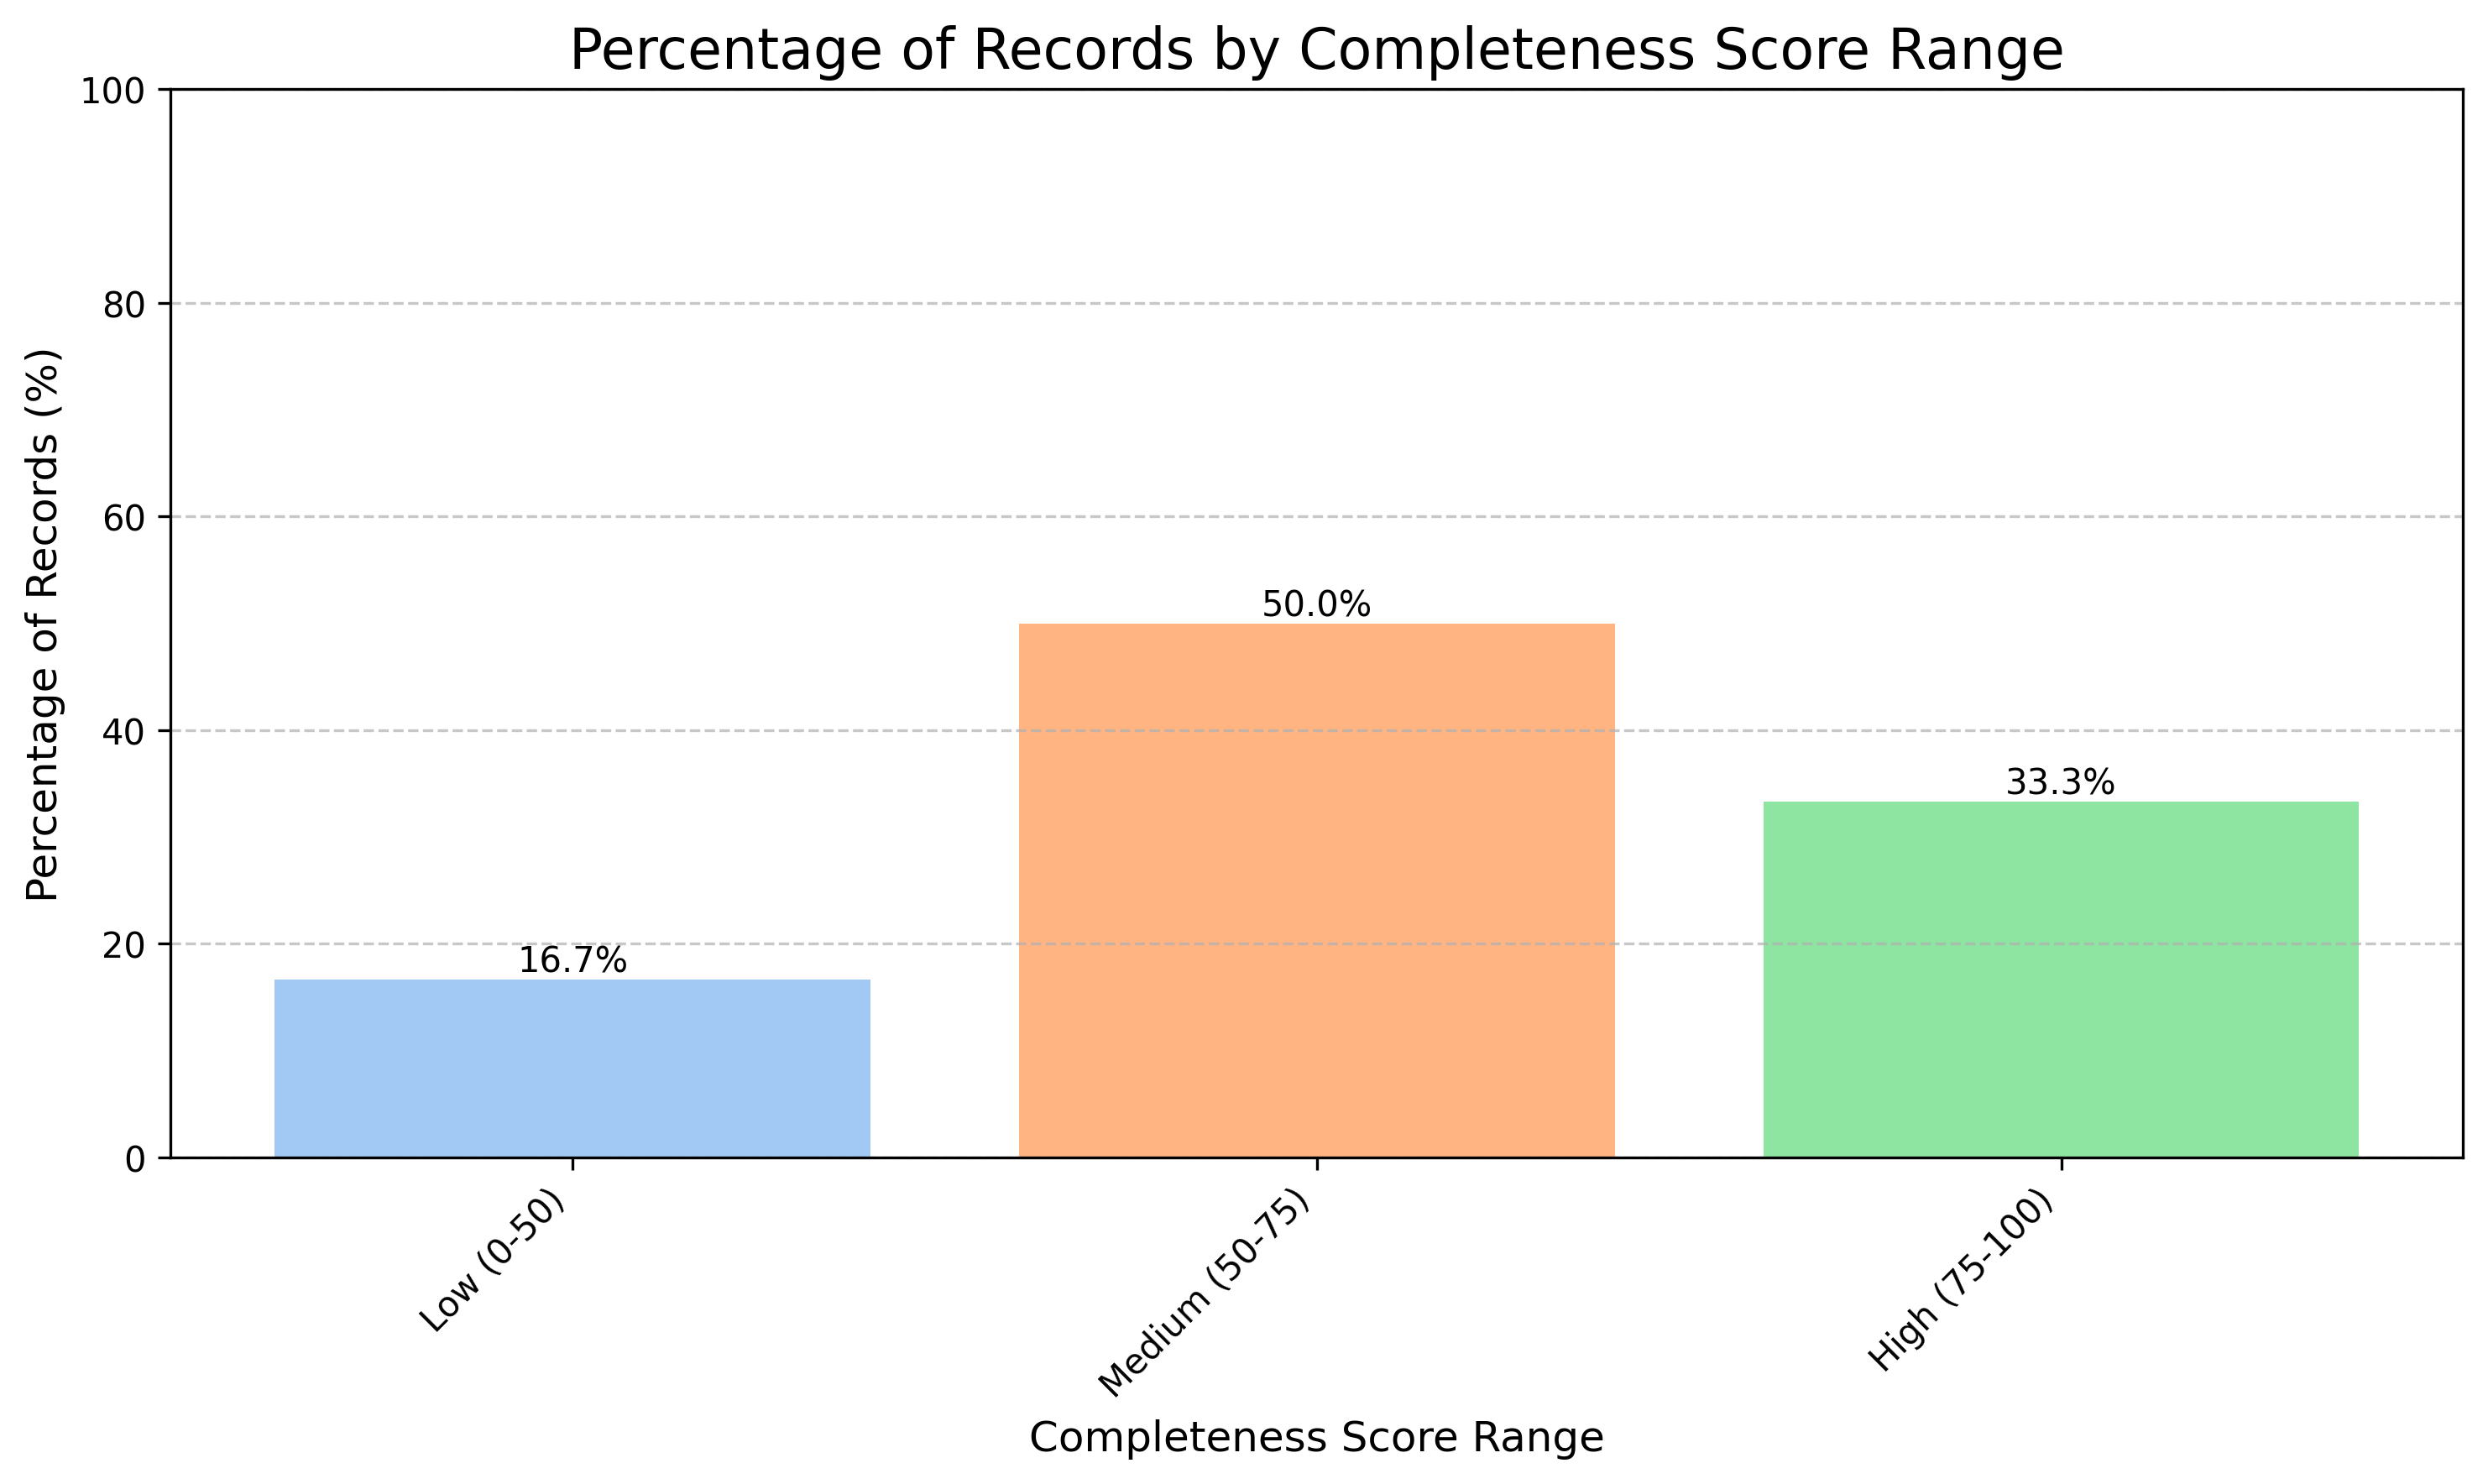 Percentage of Records by Completeness Score Range
Percentage of Records (%)
100
80
60
40
20
0
16.7%
50.0%
33.3%
Low (0-50)
Medium (50-75)
High (75-100)
Completeness Score Range